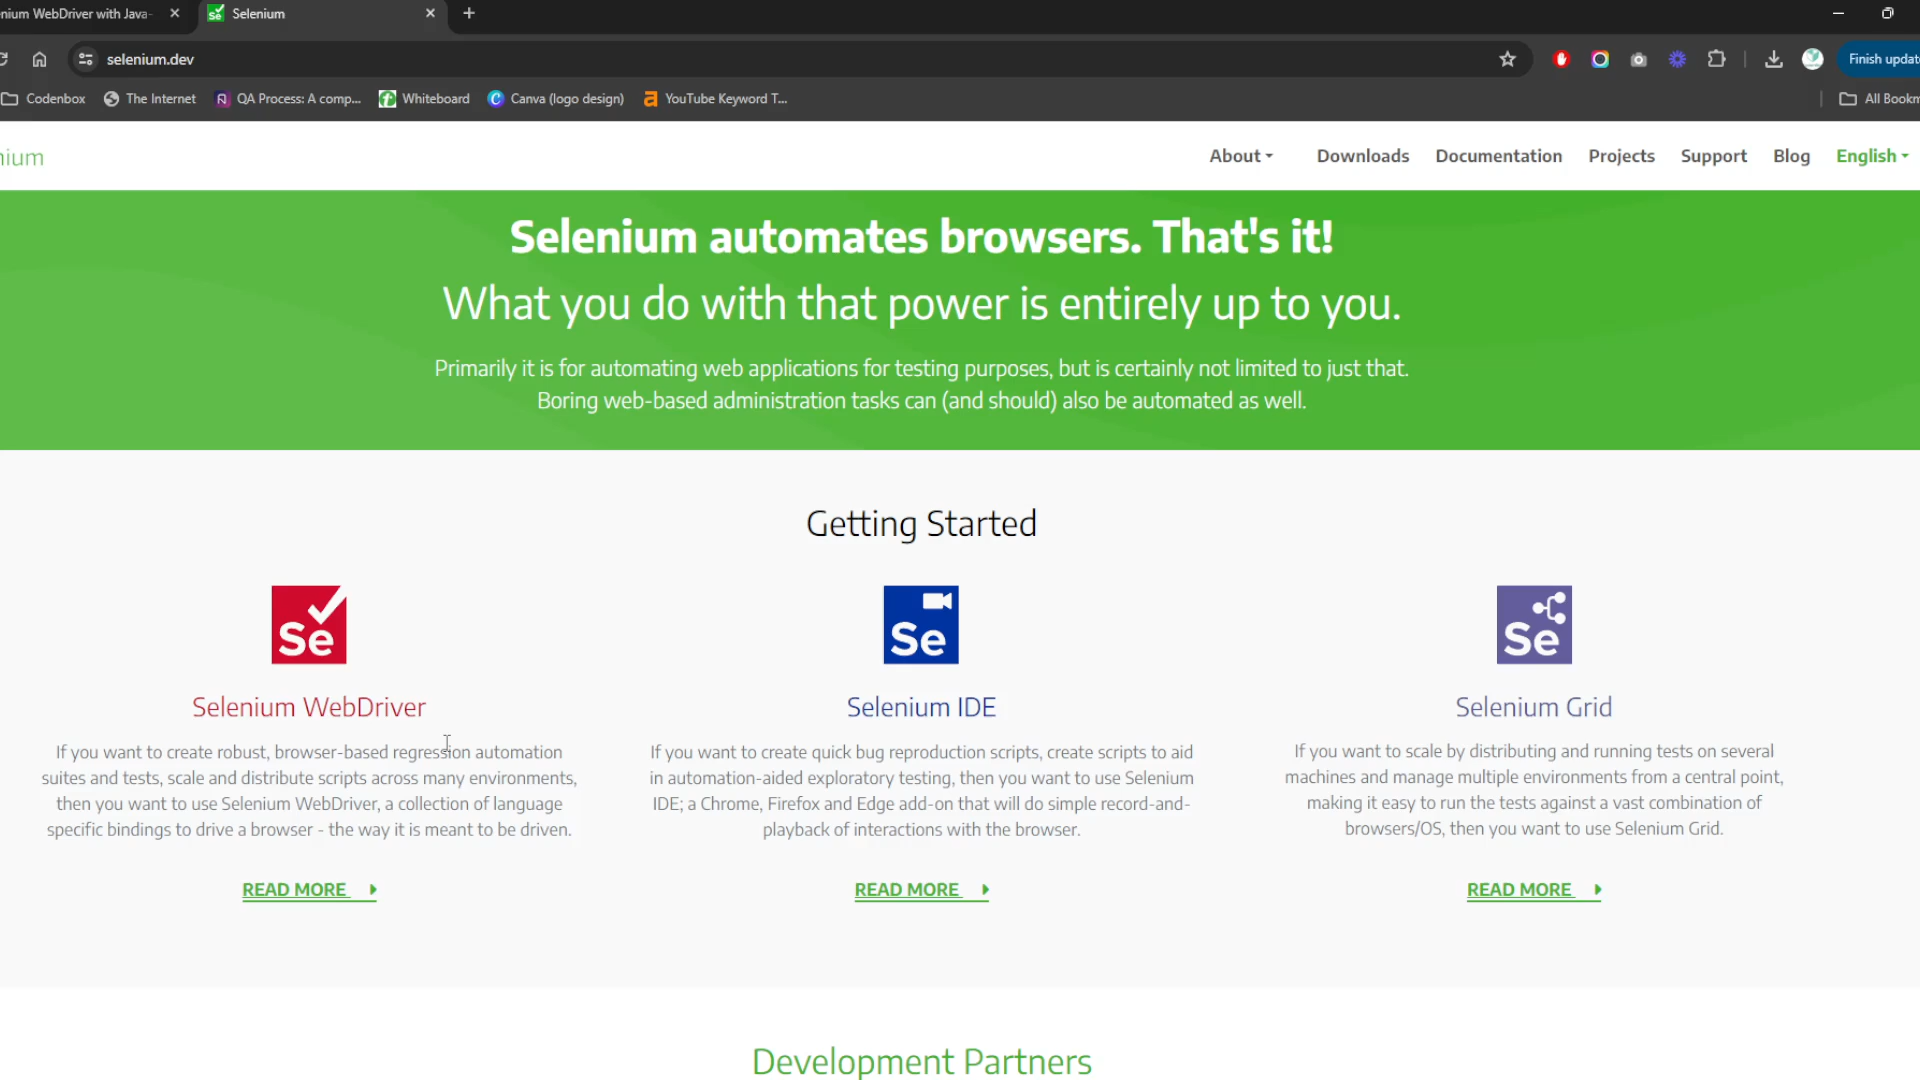 nium WebDriver with Java-
Selenium
selenium.dev
Finish updat
Codenbox
The Internet
QA Process: A comp...
Whiteboard
Canva (logo design)
YouTube Keyword T...
All Bookm
nium
About
Downloads
Documentation
Projects
Support
Blog
English
Selenium automates browsers. That's it!
What you do with that power is entirely up to you.
Primarily it is for automating web applications for testing purposes, but is certainly not limited to just that.
Boring web-based administration tasks can (and should) also be automated as well.
Getting Started
Se
Selenium WebDriver
If you want to create robust, browser-based regression automation
suites and tests, scale and distribute scripts across many environments,
then you want to use Selenium WebDriver, a collection of language
specific bindings to drive a browser - the way it is meant to be driven.
READ MORE
Se
Selenium IDE
If you want to create quick bug reproduction scripts, create scripts to aid
in automation-aided exploratory testing, then you want to use Selenium
IDE; a Chrome, Firefox and Edge add-on that will do simple record-and-
playback of interactions with the browser.
READ MORE
Se
Selenium Grid
If you want to scale by distributing and running tests on several
machines and manage multiple environments from a central point,
making it easy to run the tests against a vast combination of
browsers/OS, then you want to use Selenium Grid.
READ MORE
Development Partners